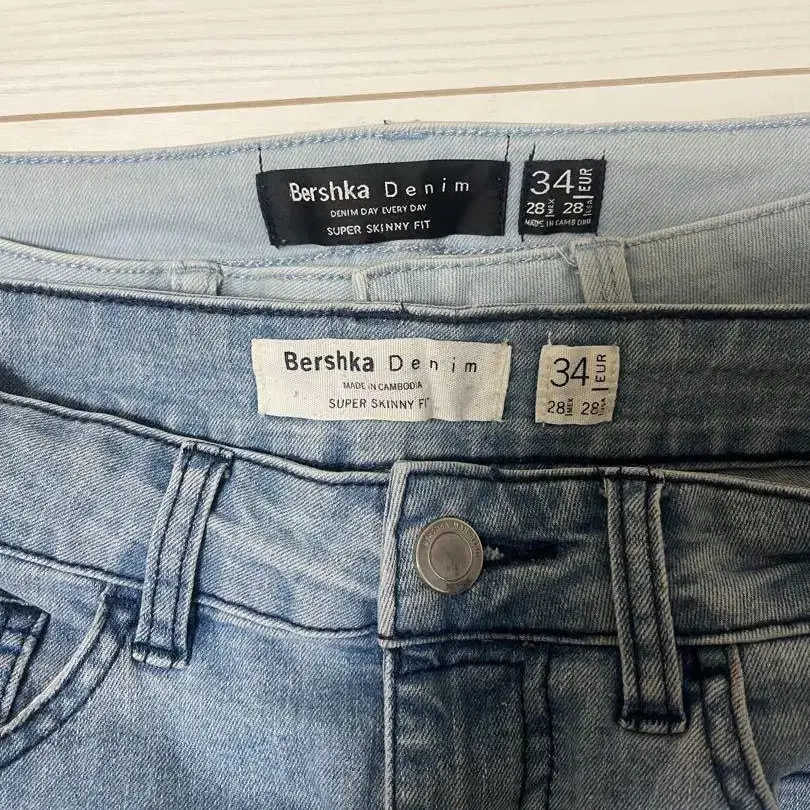 Bershka Denim
DENIM DAY EVERY DAY
SUPER SKINNY FIT
34 EUR
28 MEX 28 USA
MADE IN CAMBODIA
Bershka Denim
MADE IN CAMBODIA
SUPER SKINNY FIT
34 EUR
28 MEX 28 USA